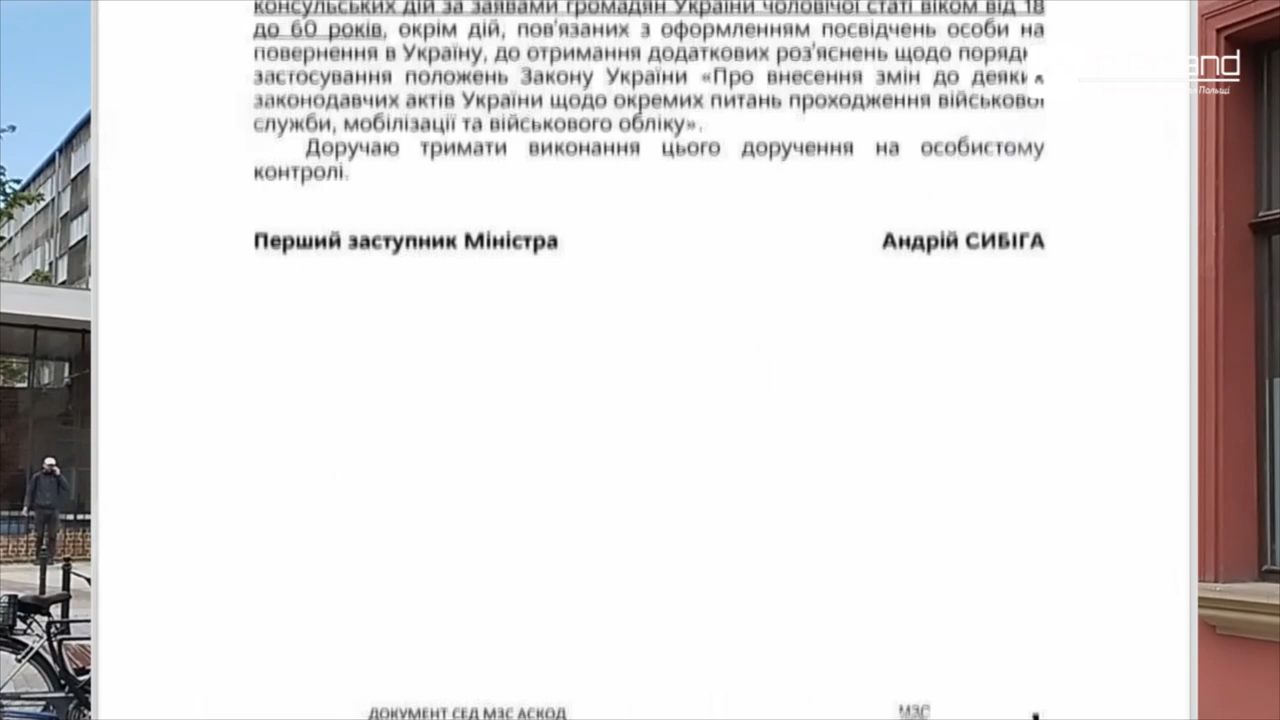 консульських дій за заявами громадян України чоловічої статі віком від 18
до 60 років, окрім дій, пов'язаних з оформленням посвідчень особи на
повернення в Україну, до отримання додаткових роз'яснень щодо
застосування положень Закону України «Про внесення змін до
законодавчих актів України щодо окремих питань проходження військової
служби, мобілізації та військового обліку».
Доручаю тримати виконання цього доручення на особистому
контролі.
Перший заступник Міністра
Андрій СИБІГА
ДОКУМЕНТ СЕД МЗС АСКОД
МЗС